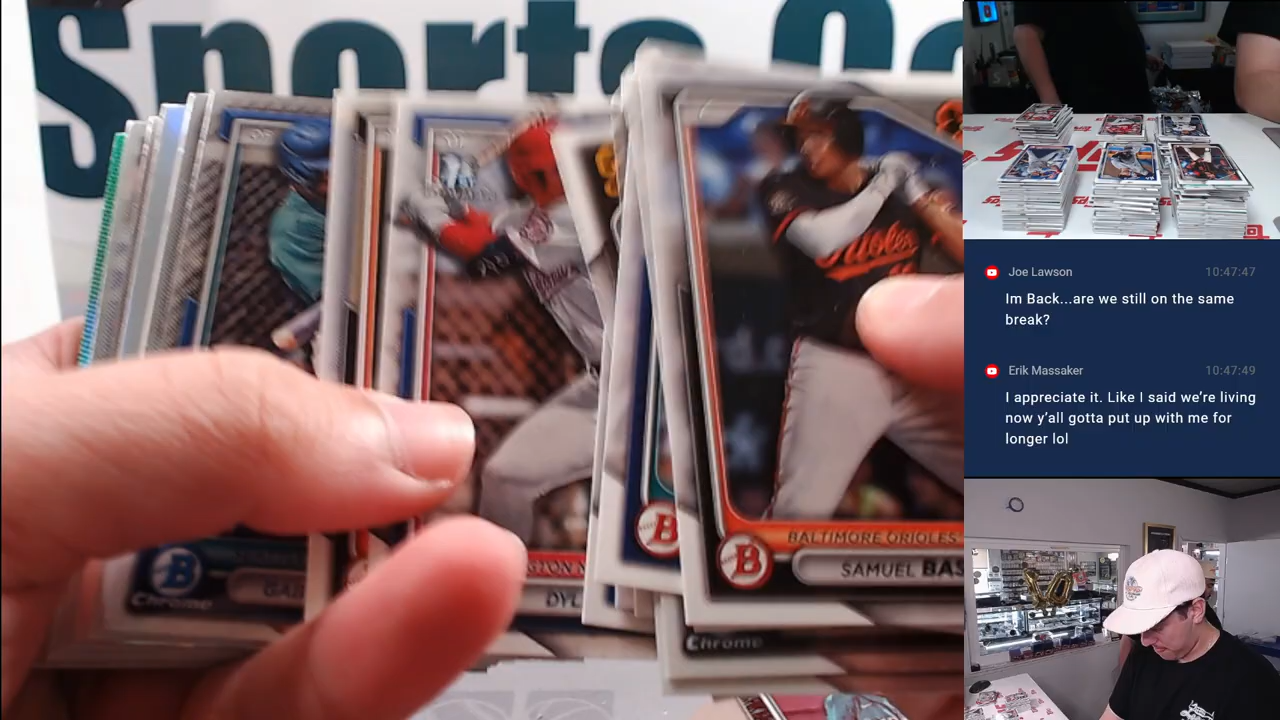 Sports
Orioles
BALTIMORE ORIOLES
B
SAMUEL BAS
Chrome
B
Chrome
DYL
Joe Lawson 10:47:47
Im Back...are we still on the same
break?
Erik Massaker 10:47:49
I appreciate it. Like I said we're living
now y'all gotta put up with me for
longer lol